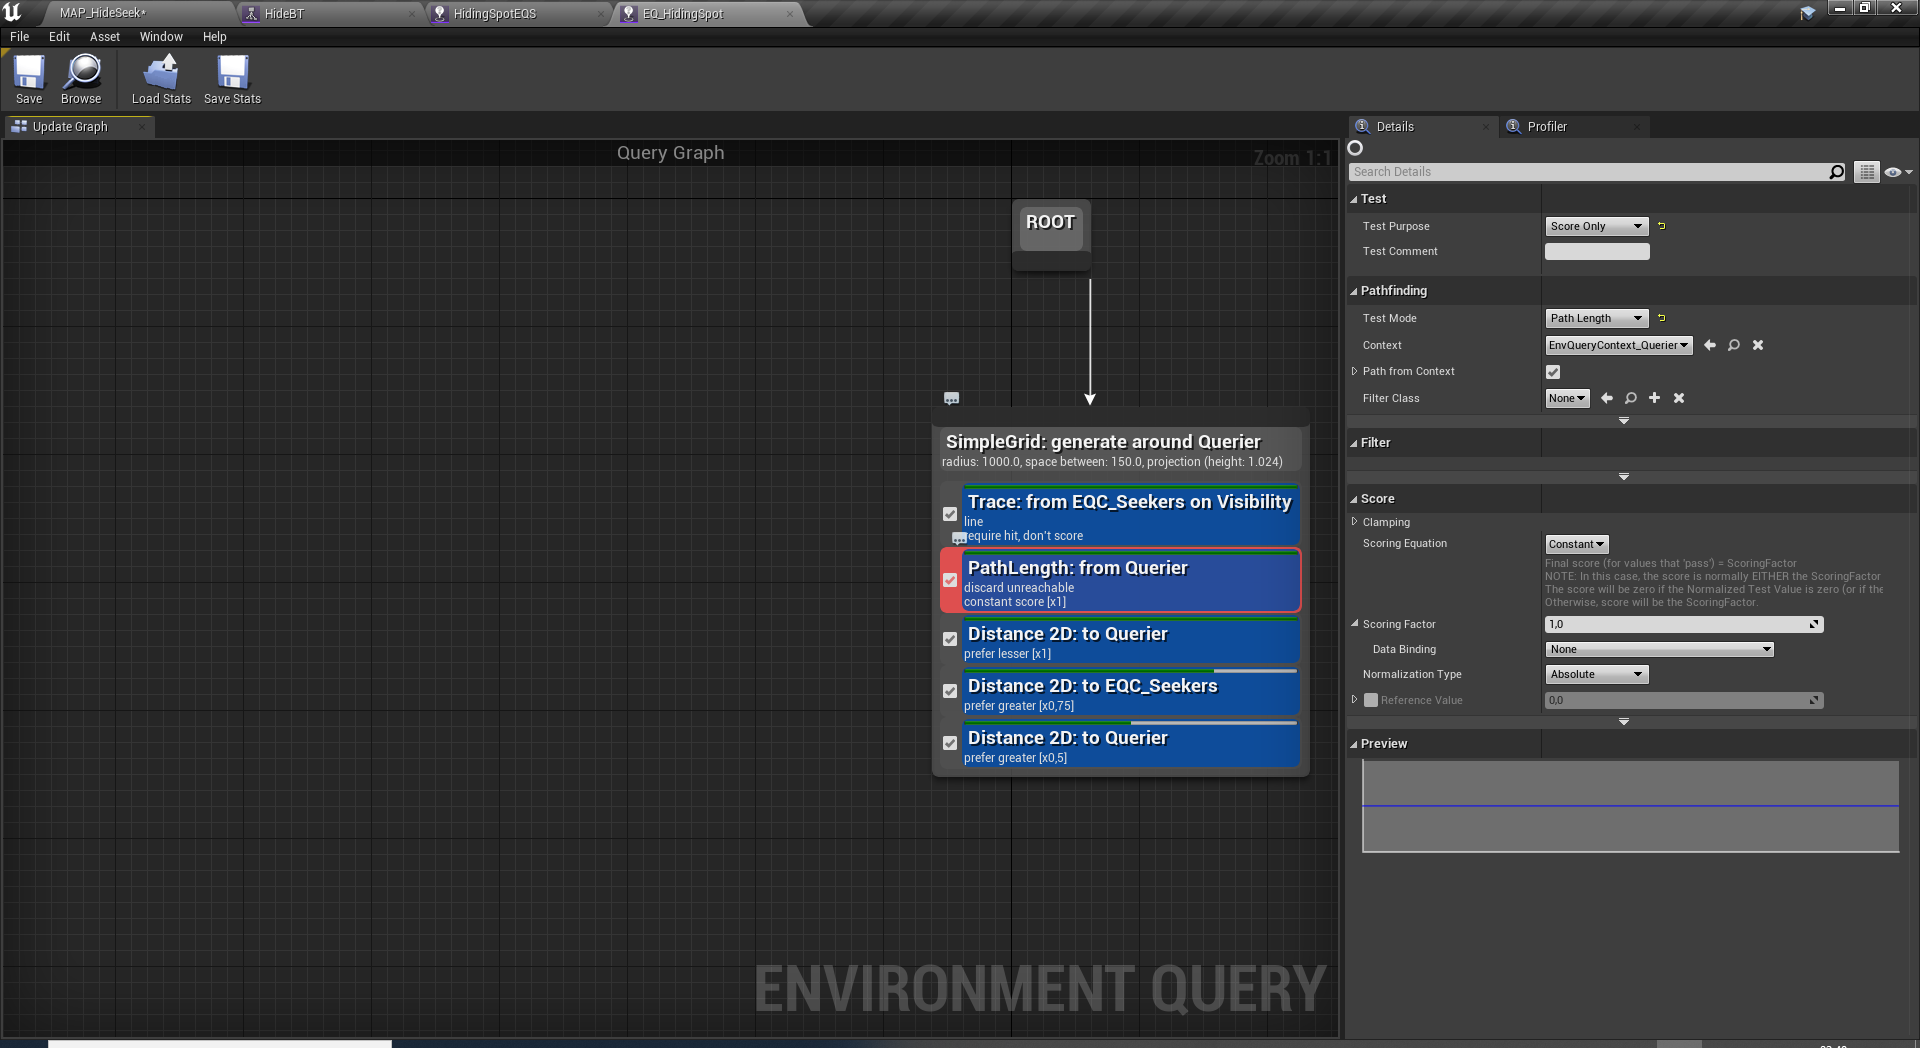 MAP_HideSeek*
HideBT
HidingSpotEQS
EQ_HidingSpot
File
Edit
Asset
Window
Help
Save
Browse
Load Stats
Save Stats
Update Graph
Query Graph
Zoom 1:1
ROOT
SimpleGrid: generate around Querier
radius: 1000.0, space between: 150.0, projection (height: 1.024)
Trace: from EQC_Seekers on Visibility
line
require hit, don't score
PathLength: from Querier
discard unreachable
constant score [x1]
Distance 2D: to Querier
prefer lesser [x1]
Distance 2D: to EQC_Seekers
prefer greater [x0,75]
Distance 2D: to Querier
prefer greater [x0,5]
ENVIRONMENT QUERY
Details
Profiler
Search Details
Test
Test Purpose
Score Only
Test Comment
Pathfinding
Test Mode
Path Length
Context
EnvQueryContext_Querier
Path from Context
Filter Class
None
Filter
Score
Clamping
Scoring Equation
Constant
Final score (for values that 'pass') = ScoringFactor
NOTE: In this case, the score is normally EITHER the ScoringFactor
The score will be zero if the Normalized Test Value is zero (or if the
Otherwise, score will be the ScoringFactor.
Scoring Factor
1,0
Data Binding
None
Normalization Type
Absolute
Reference Value
0,0
Preview